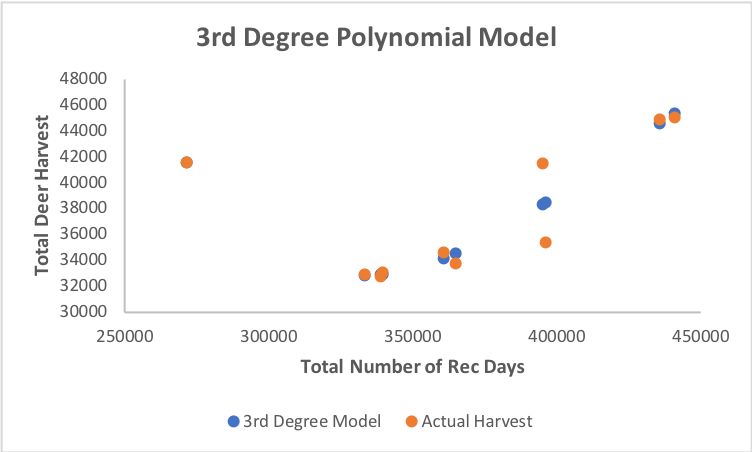 3rd Degree Polynomial Model
48000
46000
44000
42000
40000
38000
36000
34000
32000
30000
Total Deer Harvest
250000 300000 350000 400000 450000
Total Number of Rec Days
3rd Degree Model Actual Harvest